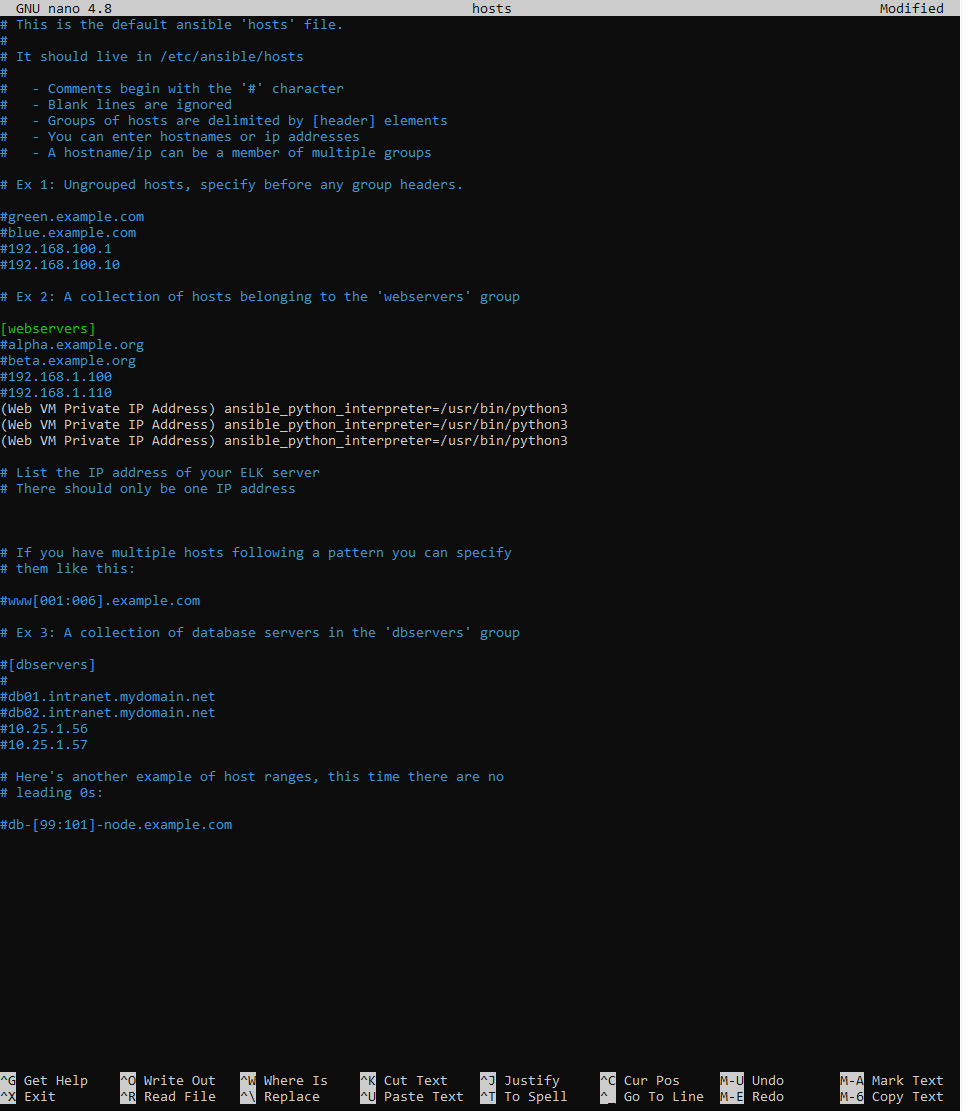 GNU nano 4.8 hosts Modified
# This is the default ansible 'hosts' file.
#
# It should live in /etc/ansible/hosts
#
#   - Comments begin with the '#' character
#   - Blank lines are ignored
#   - Groups of hosts are delimited by [header] elements
#   - You can enter hostnames or ip addresses
#   - A hostname/ip can be a member of multiple groups
# Ex 1: Ungrouped hosts, specify before any group headers.
#green.example.com
#blue.example.com
#192.168.100.1
#192.168.100.10
# Ex 2: A collection of hosts belonging to the 'webservers' group
[webservers]
#alpha.example.org
#beta.example.org
#192.168.1.100
#192.168.1.110
(Web VM Private IP Address) ansible_python_interpreter=/usr/bin/python3
(Web VM Private IP Address) ansible_python_interpreter=/usr/bin/python3
(Web VM Private IP Address) ansible_python_interpreter=/usr/bin/python3
# List the IP address of your ELK server
# There should only be one IP address
# If you have multiple hosts following a pattern you can specify
# them like this:
#www[001:006].example.com
# Ex 3: A collection of database servers in the 'dbservers' group
#[dbservers]
#
#db01.intranet.mydomain.net
#db02.intranet.mydomain.net
#10.25.1.56
#10.25.1.57
# Here's another example of host ranges, this time there are no
# leading 0s:
#db-[99:101]-node.example.com
^G Get Help ^O Write Out ^W Where Is ^K Cut Text ^J Justify ^C Cur Pos M-U Undo M-A Mark Text
^X Exit ^R Read File ^\ Replace ^U Paste Text ^T To Spell ^_ Go To Line M-E Redo M-6 Copy Text